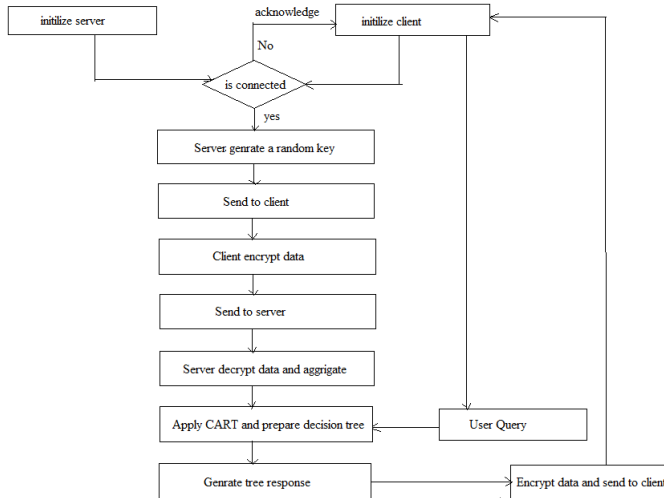 acknowledge
initilize server
initilize client
No
is connected
yes
Server genrate a random key
Send to client
Client encrypt data
Send to server
Server decrypt data and aggrigate
Apply CART and prepare decision tree
User Query
Genrate tree response
Encrypt data and send to client